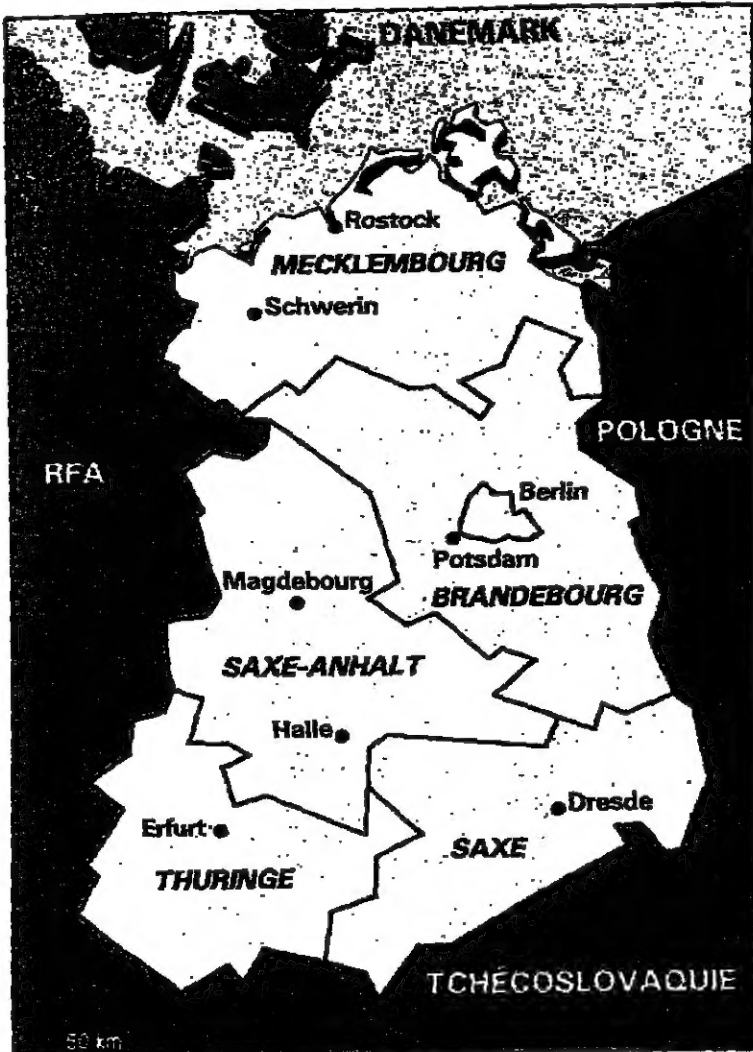 DANEMARK
Rostock
MECKLEMBOURG
Schwerin
POLOGNE
RFA
Berlin
Potsdam
Magdebourg
BRANDEBOURG
SAXE-ANHALT
Halle
Dresde
Erfurt
SAXE
THURINGE
TCHÉCOSLOVAQUIE
50 km